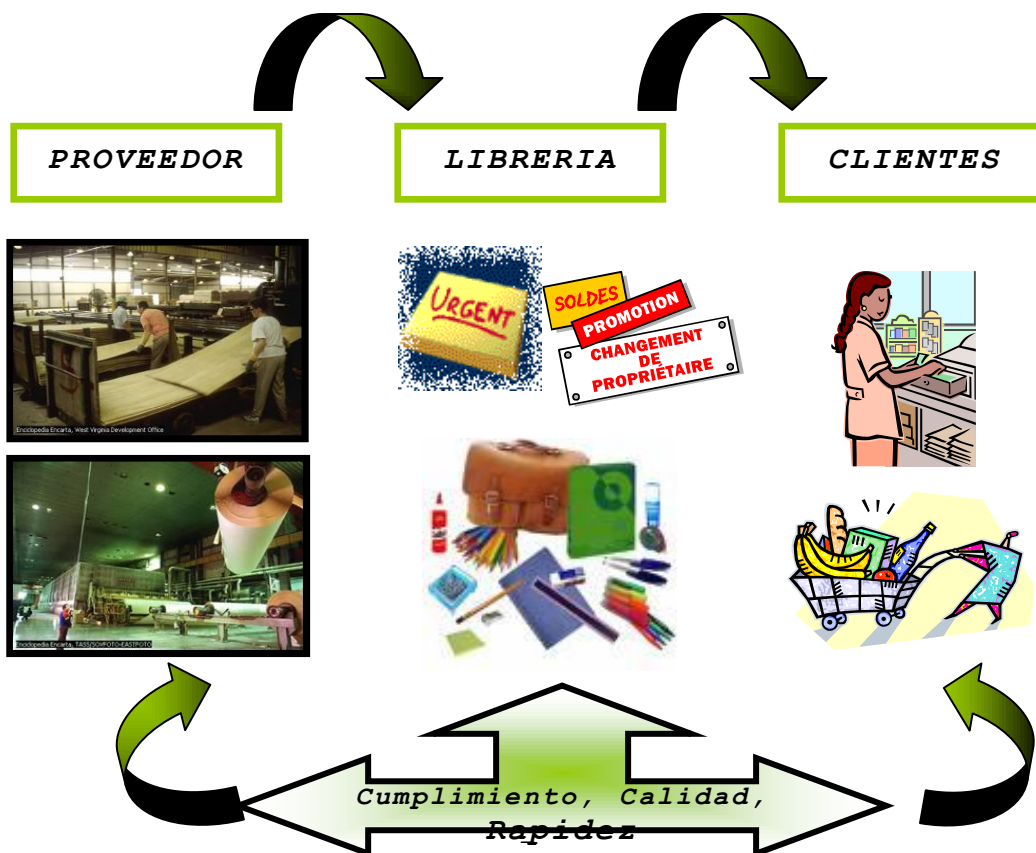 PROVEEDOR
LIBRERIA
CLIENTES
URGENT
SOLDES
PROMOTION
CHANGEMENT
DE
PROPRIÉTAIRE
Enciclopedia Encarta, West Virginia Development Office
Enciclopedia Encarta, TASS/SOVFOTO-EASTFOTO
Cumplimiento, Calidad,
Rapidez